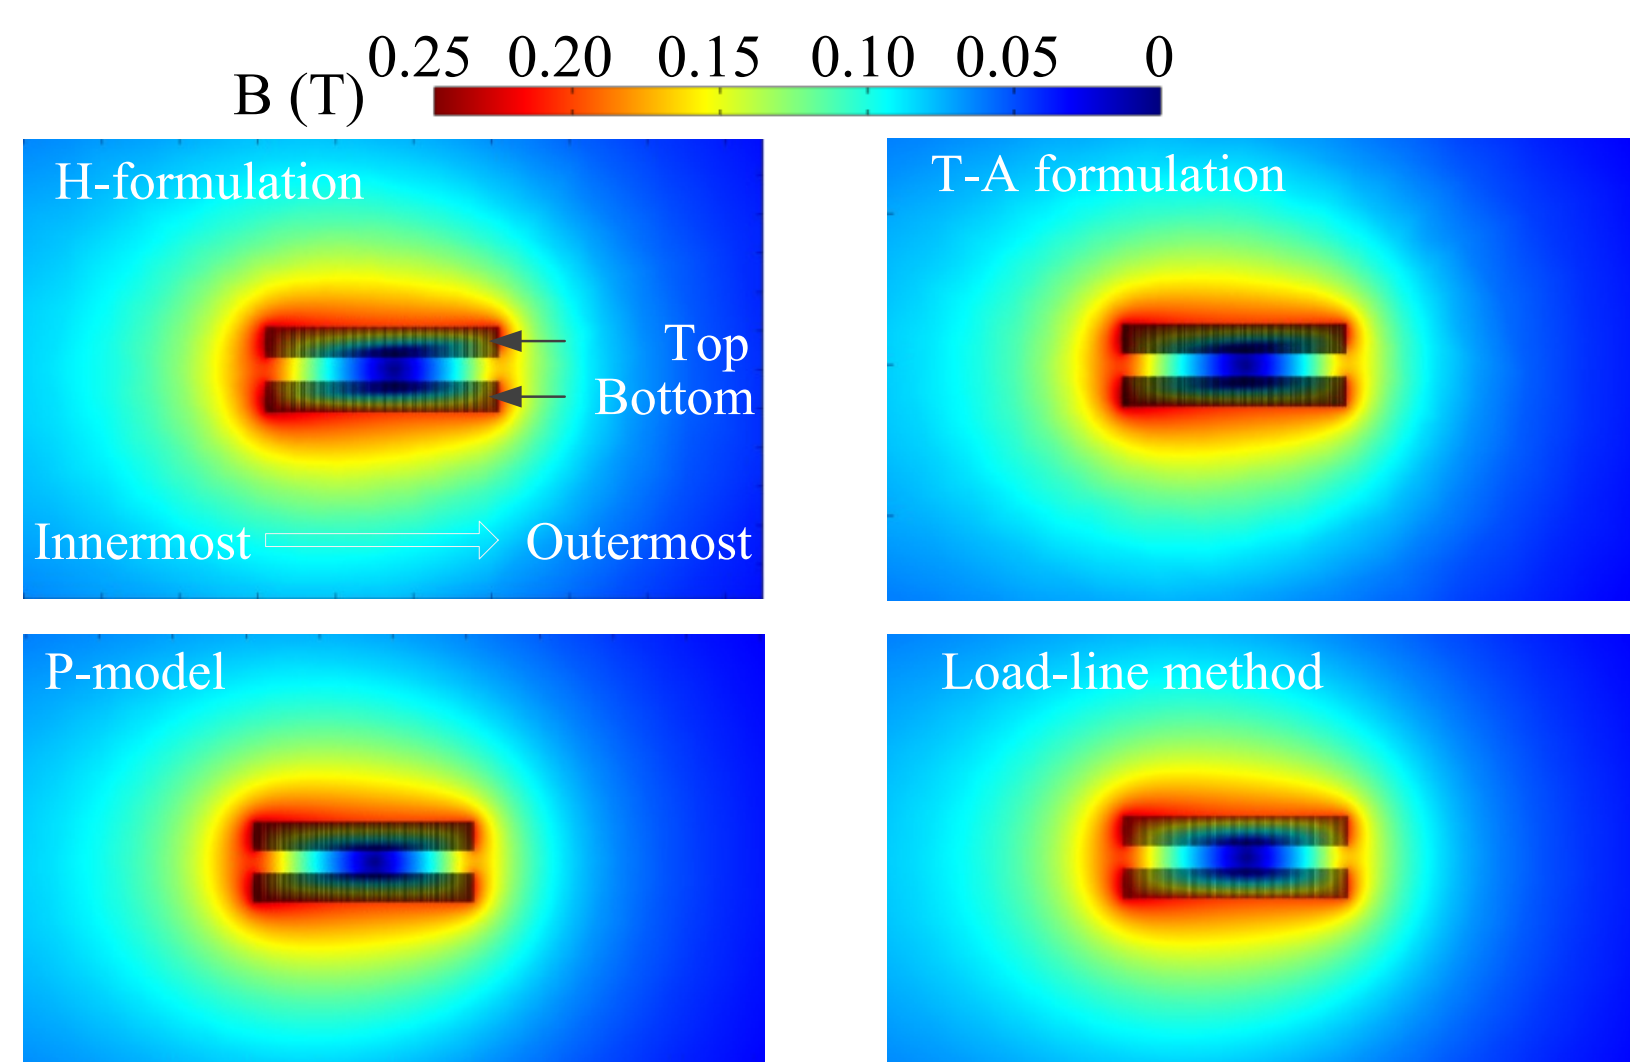 0.25 0.20 0.15 0.10 0.05 0
B (T)
H-formulation
Top
Bottom
Innermost Outermost
T-A formulation
P-model
Load-line method